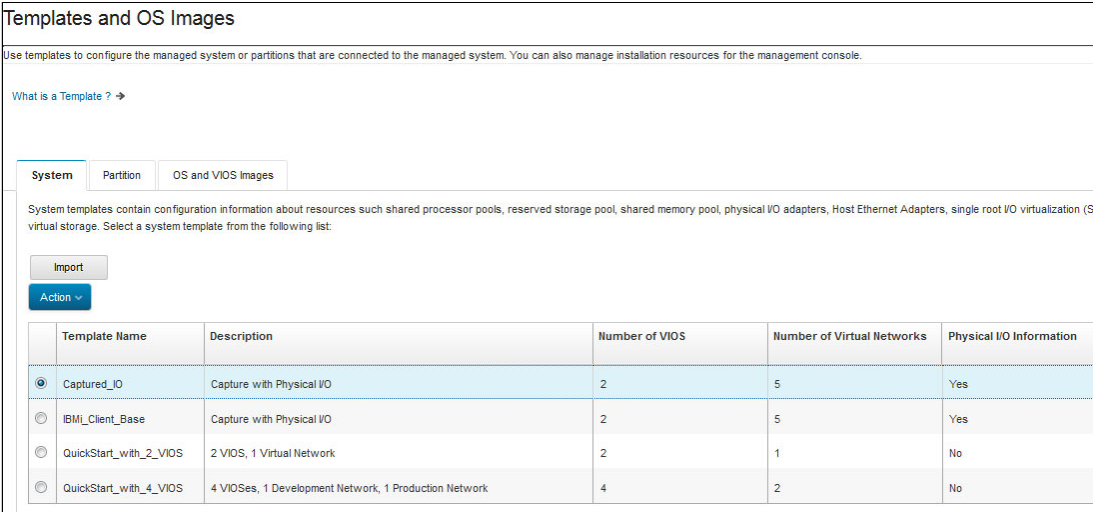 Templates and OS Images
Use templates to configure the managed system or partitions that are connected to the managed system. You can also manage installation resources for the management console.
What is a Template ? →
System Partition OS and VIOS Images
System templates contain configuration information about resources such shared processor pools, reserved storage pool, shared memory pool, physical I/O adapters, Host Ethernet Adapters, single root I/O virtualization (S
virtual storage. Select a system template from the following list:
Import
Action
Template Name Description Number of VIOS Number of Virtual Networks Physical I/O Information
Captured_IO Capture with Physical I/O 2 5 Yes
IBMi_Client_Base Capture with Physical I/O 2 5 Yes
QuickStart_with_2_VIOS 2 VIOS, 1 Virtual Network 2 1 No
QuickStart_with_4_VIOS 4 VIOSes, 1 Development Network, 1 Production Network 4 2 No